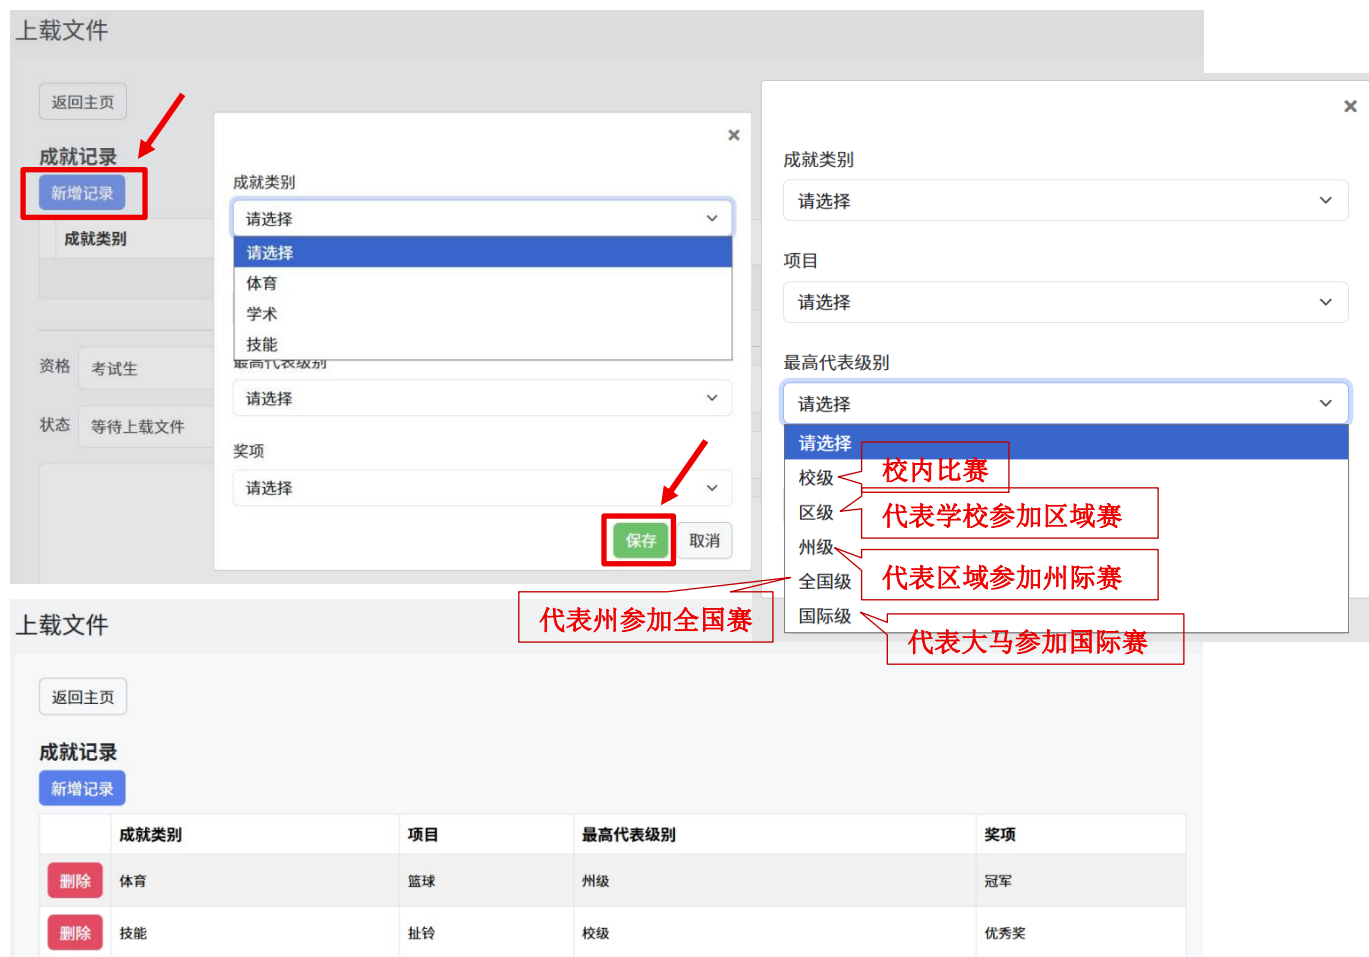 上载文件
返回主页
成就记录
新增记录
成就类别
资格
考试生
状态
等待上载文件
×
成就类别
请选择
请选择
体育
学术
技能
最高代表级别
请选择
奖项
请选择
保存
取消
×
成就类别
请选择
项目
请选择
最高代表级别
请选择
请选择
校级
校内比赛
区级
代表学校参加区域赛
州级
代表区域参加州际赛
全国级
代表州参加全国赛
国际级
代表大马参加国际赛
上载文件
返回主页
成就记录
新增记录
成就类别 项目 最高代表级别 奖项
删除 体育 篮球 州级 冠军
删除 技能 扯铃 校级 优秀奖